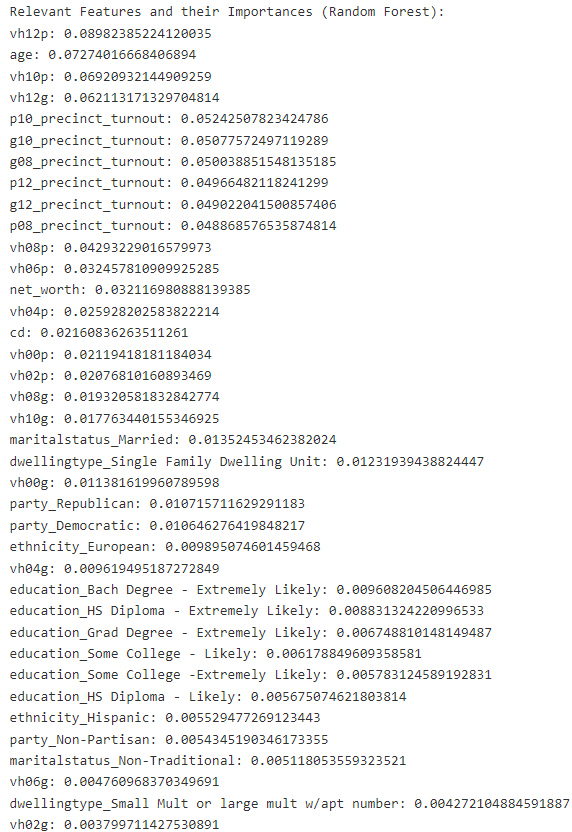 Relevant Features and their Importances (Random Forest):
vh12p: 0.08982385224120035
age: 0.07274016668406894
vh10p: 0.06920932144909259
vh12g: 0.062113171329704814
p10_precinct_turnout: 0.05242507823424786
g10_precinct_turnout: 0.05077572497119289
g08_precinct_turnout: 0.050038851548135185
p12_precinct_turnout: 0.04966482118241299
g12_precinct_turnout: 0.049022041500857406
p08_precinct_turnout: 0.048868576535874814
vh08p: 0.04293229016579973
vh06p: 0.032457810909925285
net_worth: 0.032116980888139385
vh04p: 0.025928202583822214
cd: 0.02160836263511261
vh00p: 0.02119418181184034
vh02p: 0.02076810160893469
vh08g: 0.019320581832842774
vh10g: 0.017763440155346925
maritalstatus_Married: 0.01352453462382024
dwellingtype_Single Family Dwelling Unit: 0.01231939438824447
vh00g: 0.011381619960789598
party_Republican: 0.010715711629291183
party_Democratic: 0.010646276419848217
ethnicity_European: 0.009895074601459468
vh04g: 0.009619495187272849
education_Bach Degree - Extremely Likely: 0.009608204506446985
education_HS Diploma - Extremely Likely: 0.008831324220996533
education_Grad Degree - Extremely Likely: 0.006748810148149487
education_Some College - Likely: 0.006178849609358581
education_Some College -Extremely Likely: 0.005783124589192831
education_HS Diploma - Likely: 0.005675074621803814
ethnicity_Hispanic: 0.005529477269123443
party_Non-Partisan: 0.0054345190346173355
maritalstatus_Non-Traditional: 0.005118053559323521
vh06g: 0.004760968370349691
dwellingtype_Small Mult or large mult w/apt number: 0.004272104884591887
vh02g: 0.003799711427530891